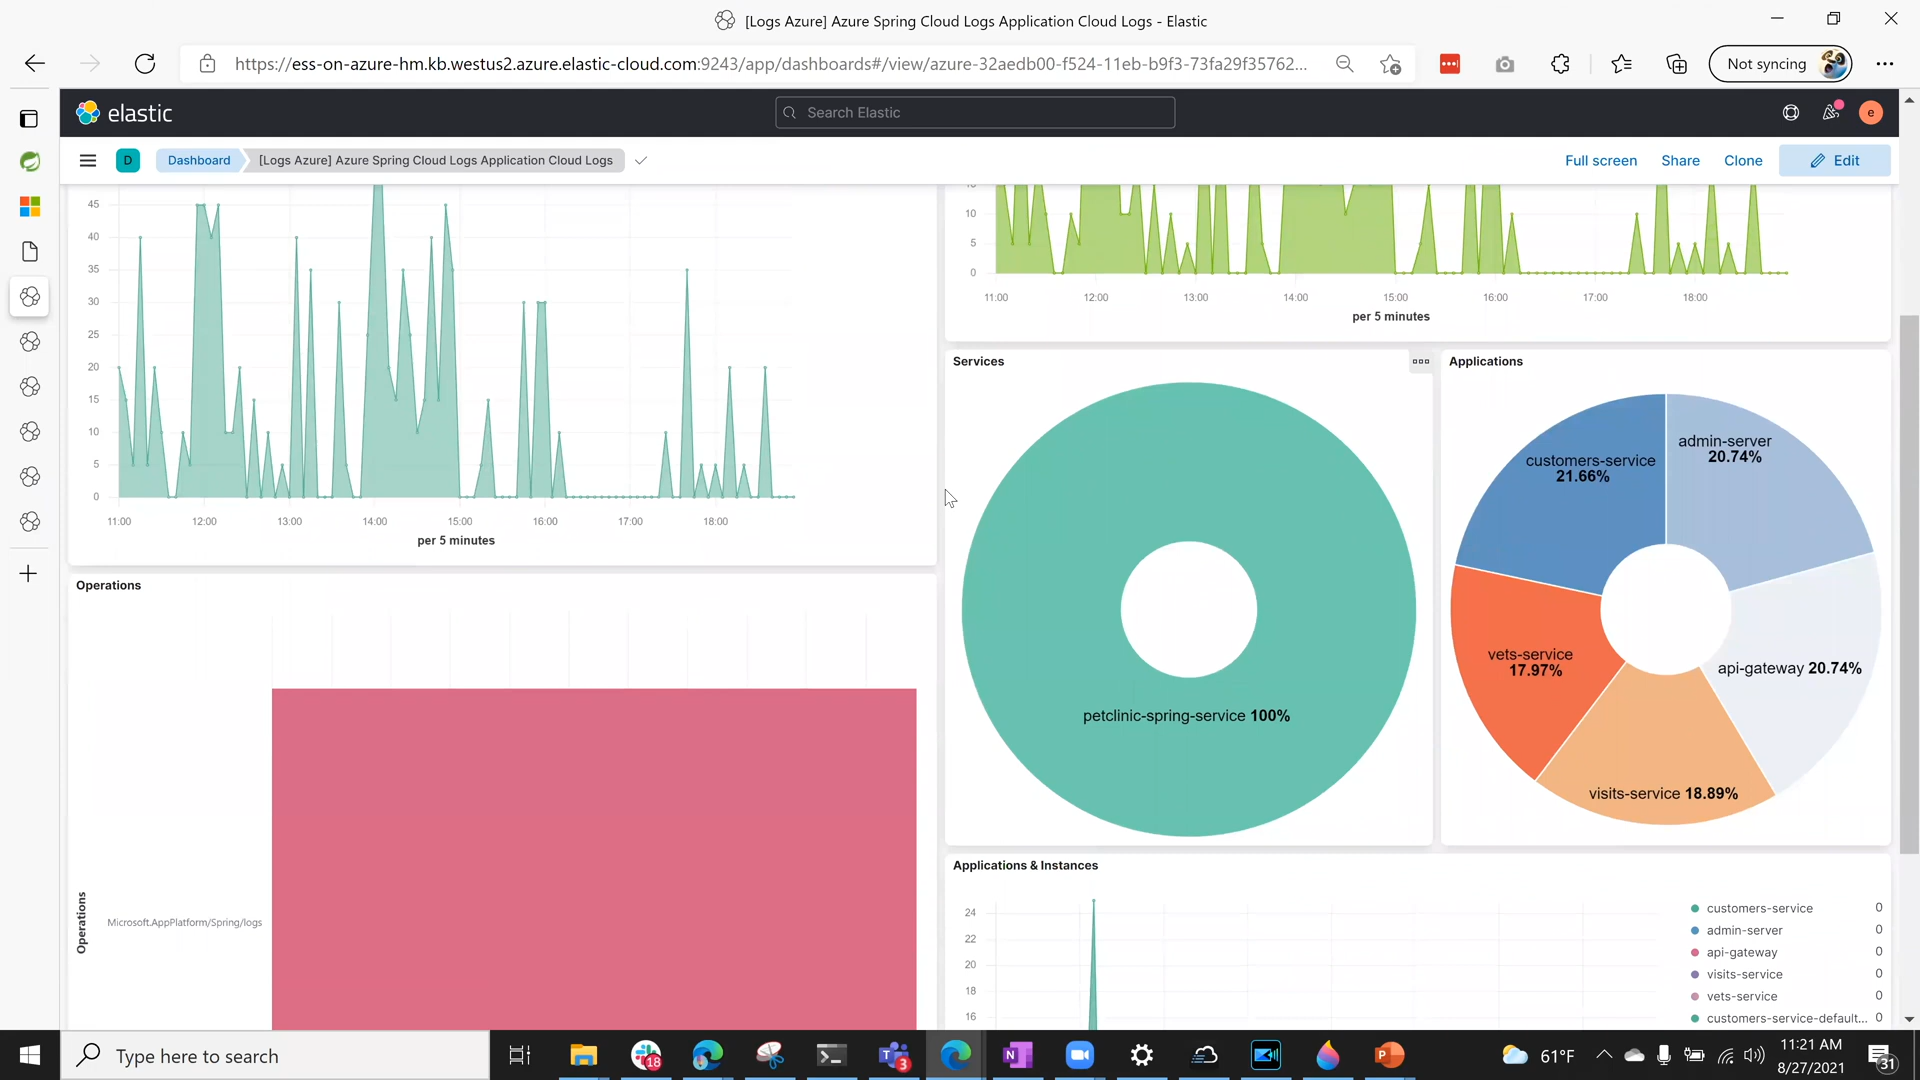 [Logs Azure] Azure Spring Cloud Logs Application Cloud Logs - Elastic
https://ess-on-azure-hm.kb.westus2.azure.elastic-cloud.com:9243/app/dashboards#/view/azure-32aedb00-f524-11eb-b9f3-73fa29f35762...
Not syncing
elastic
Search Elastic
e
D
Dashboard
[Logs Azure] Azure Spring Cloud Logs Application Cloud Logs
Full screen
Share
Clone
Edit
45
40
35
30
25
20
15
10
5
0
11:00
12:00
13:00
14:00
15:00
16:00
17:00
18:00
per 5 minutes
10
5
0
11:00
12:00
13:00
14:00
15:00
16:00
17:00
18:00
per 5 minutes
Services
petclinic-spring-service 100%
Applications
admin-server
20.74%
customers-service
21.66%
vets-service
17.97%
api-gateway 20.74%
visits-service 18.89%
Operations
Operations
Microsoft.AppPlatform/Spring/logs
Applications & Instances
24
22
20
18
16
customers-service 0
admin-server 0
api-gateway 0
visits-service 0
vets-service 0
customers-service-default... 0
Type here to search
18
3
61°F
11:21 AM
8/27/2021
31